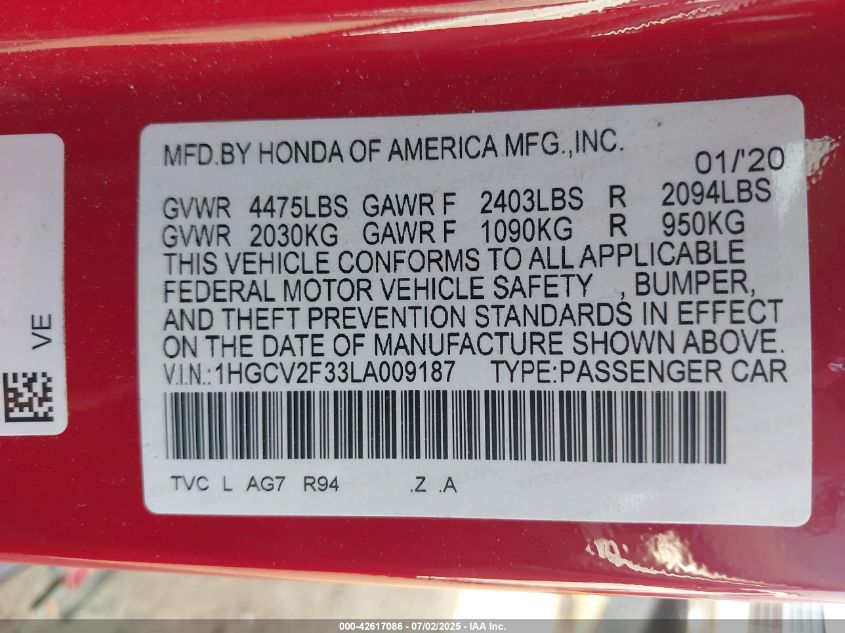 MFD.BY HONDA OF AMERICA MFG.,INC.
01/'20
GVWR 4475LBS GAWR F 2403LBS R 2094LBS
GVWR 2030KG GAWR F 1090KG R 950KG
THIS VEHICLE CONFORMS TO ALL APPLICABLE
FEDERAL MOTOR VEHICLE SAFETY , BUMPER,
AND THEFT PREVENTION STANDARDS IN EFFECT
ON THE DATE OF MANUFACTURE SHOWN ABOVE.
V.I.N.:1HGCV2F33LA009187 TYPE:PASSENGER CAR
TVC L AG7 R94 .Z .A
VE
000-42617086 - 07/02/2025 - IAA Inc.